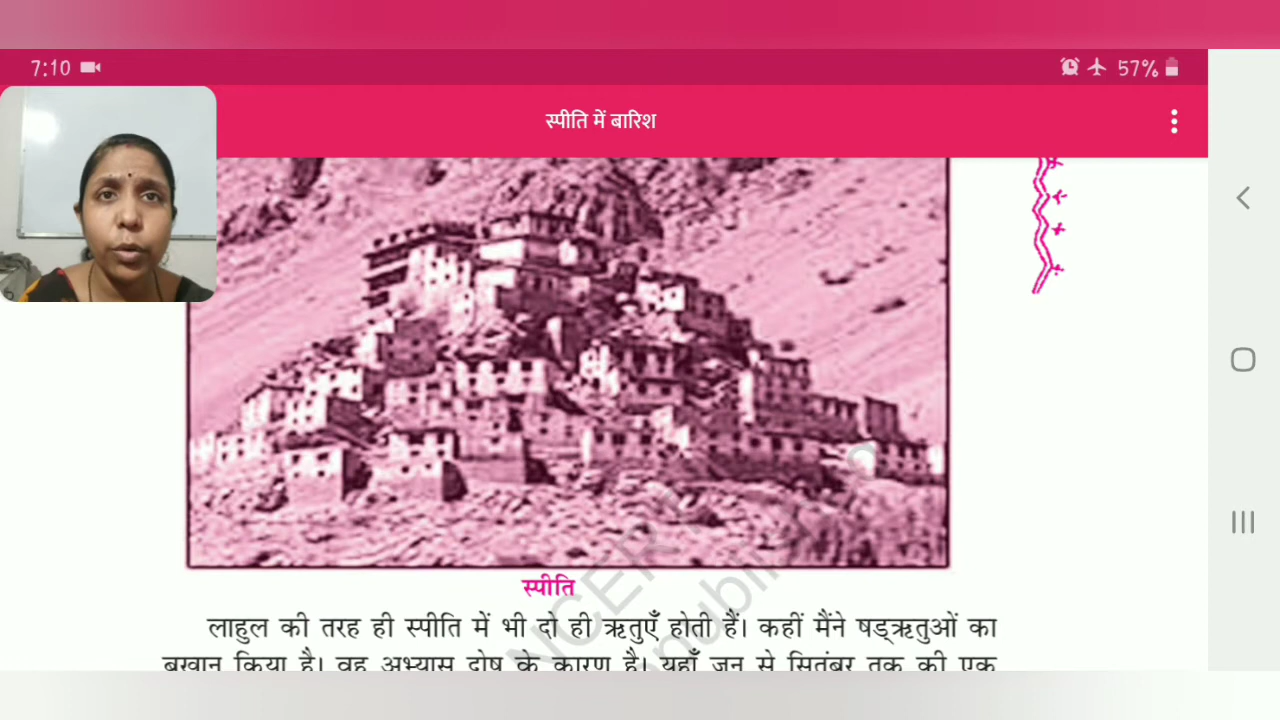 7:10
57%
स्पीति में बारिश
स्पीति
लाहुल की तरह ही स्पीति में भी दो ही ऋतुएँ होती हैं। कहीं मैंने षड्ऋतुओं का
बखान किया है। वह अभ्यास दोष के कारण है। यहाँ जून से सितंबर तक की एक